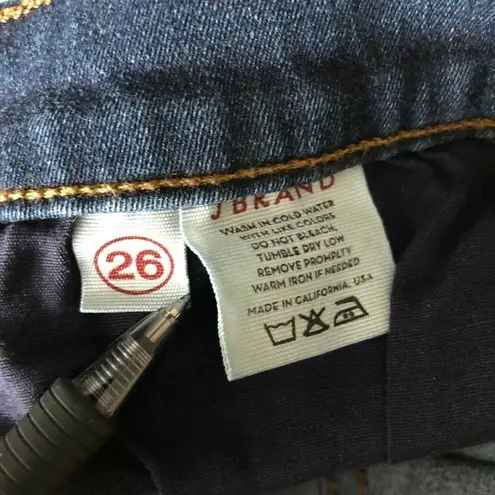 26
J BRAND
WASH IN COLD WATER
WITH LIKE COLORS
DO NOT BLEACH,
TUMBLE DRY LOW
REMOVE PROMPTLY
WARM IRON IF NEEDED
MADE IN CALIFORNIA, USA